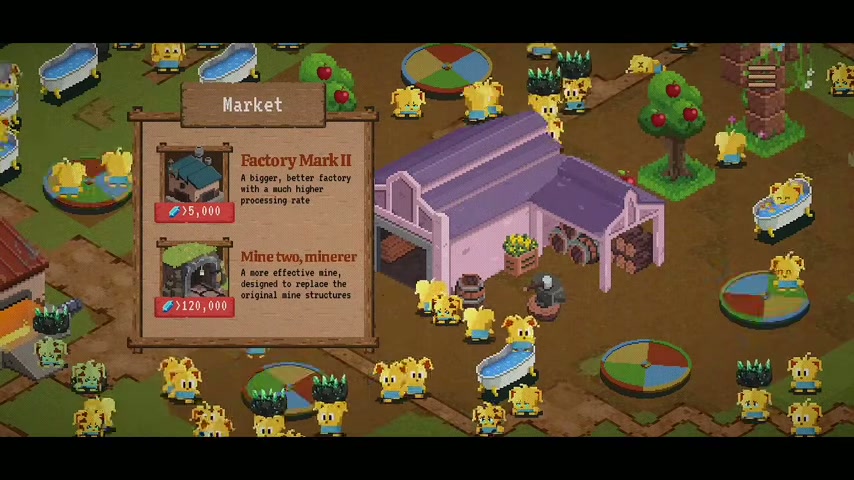 Market
Factory Mark II
A bigger, better factory
with a much higher
processing rate
>5,000
Mine two, minerer
A more effective mine,
designed to replace the
original mine structures
>120,000